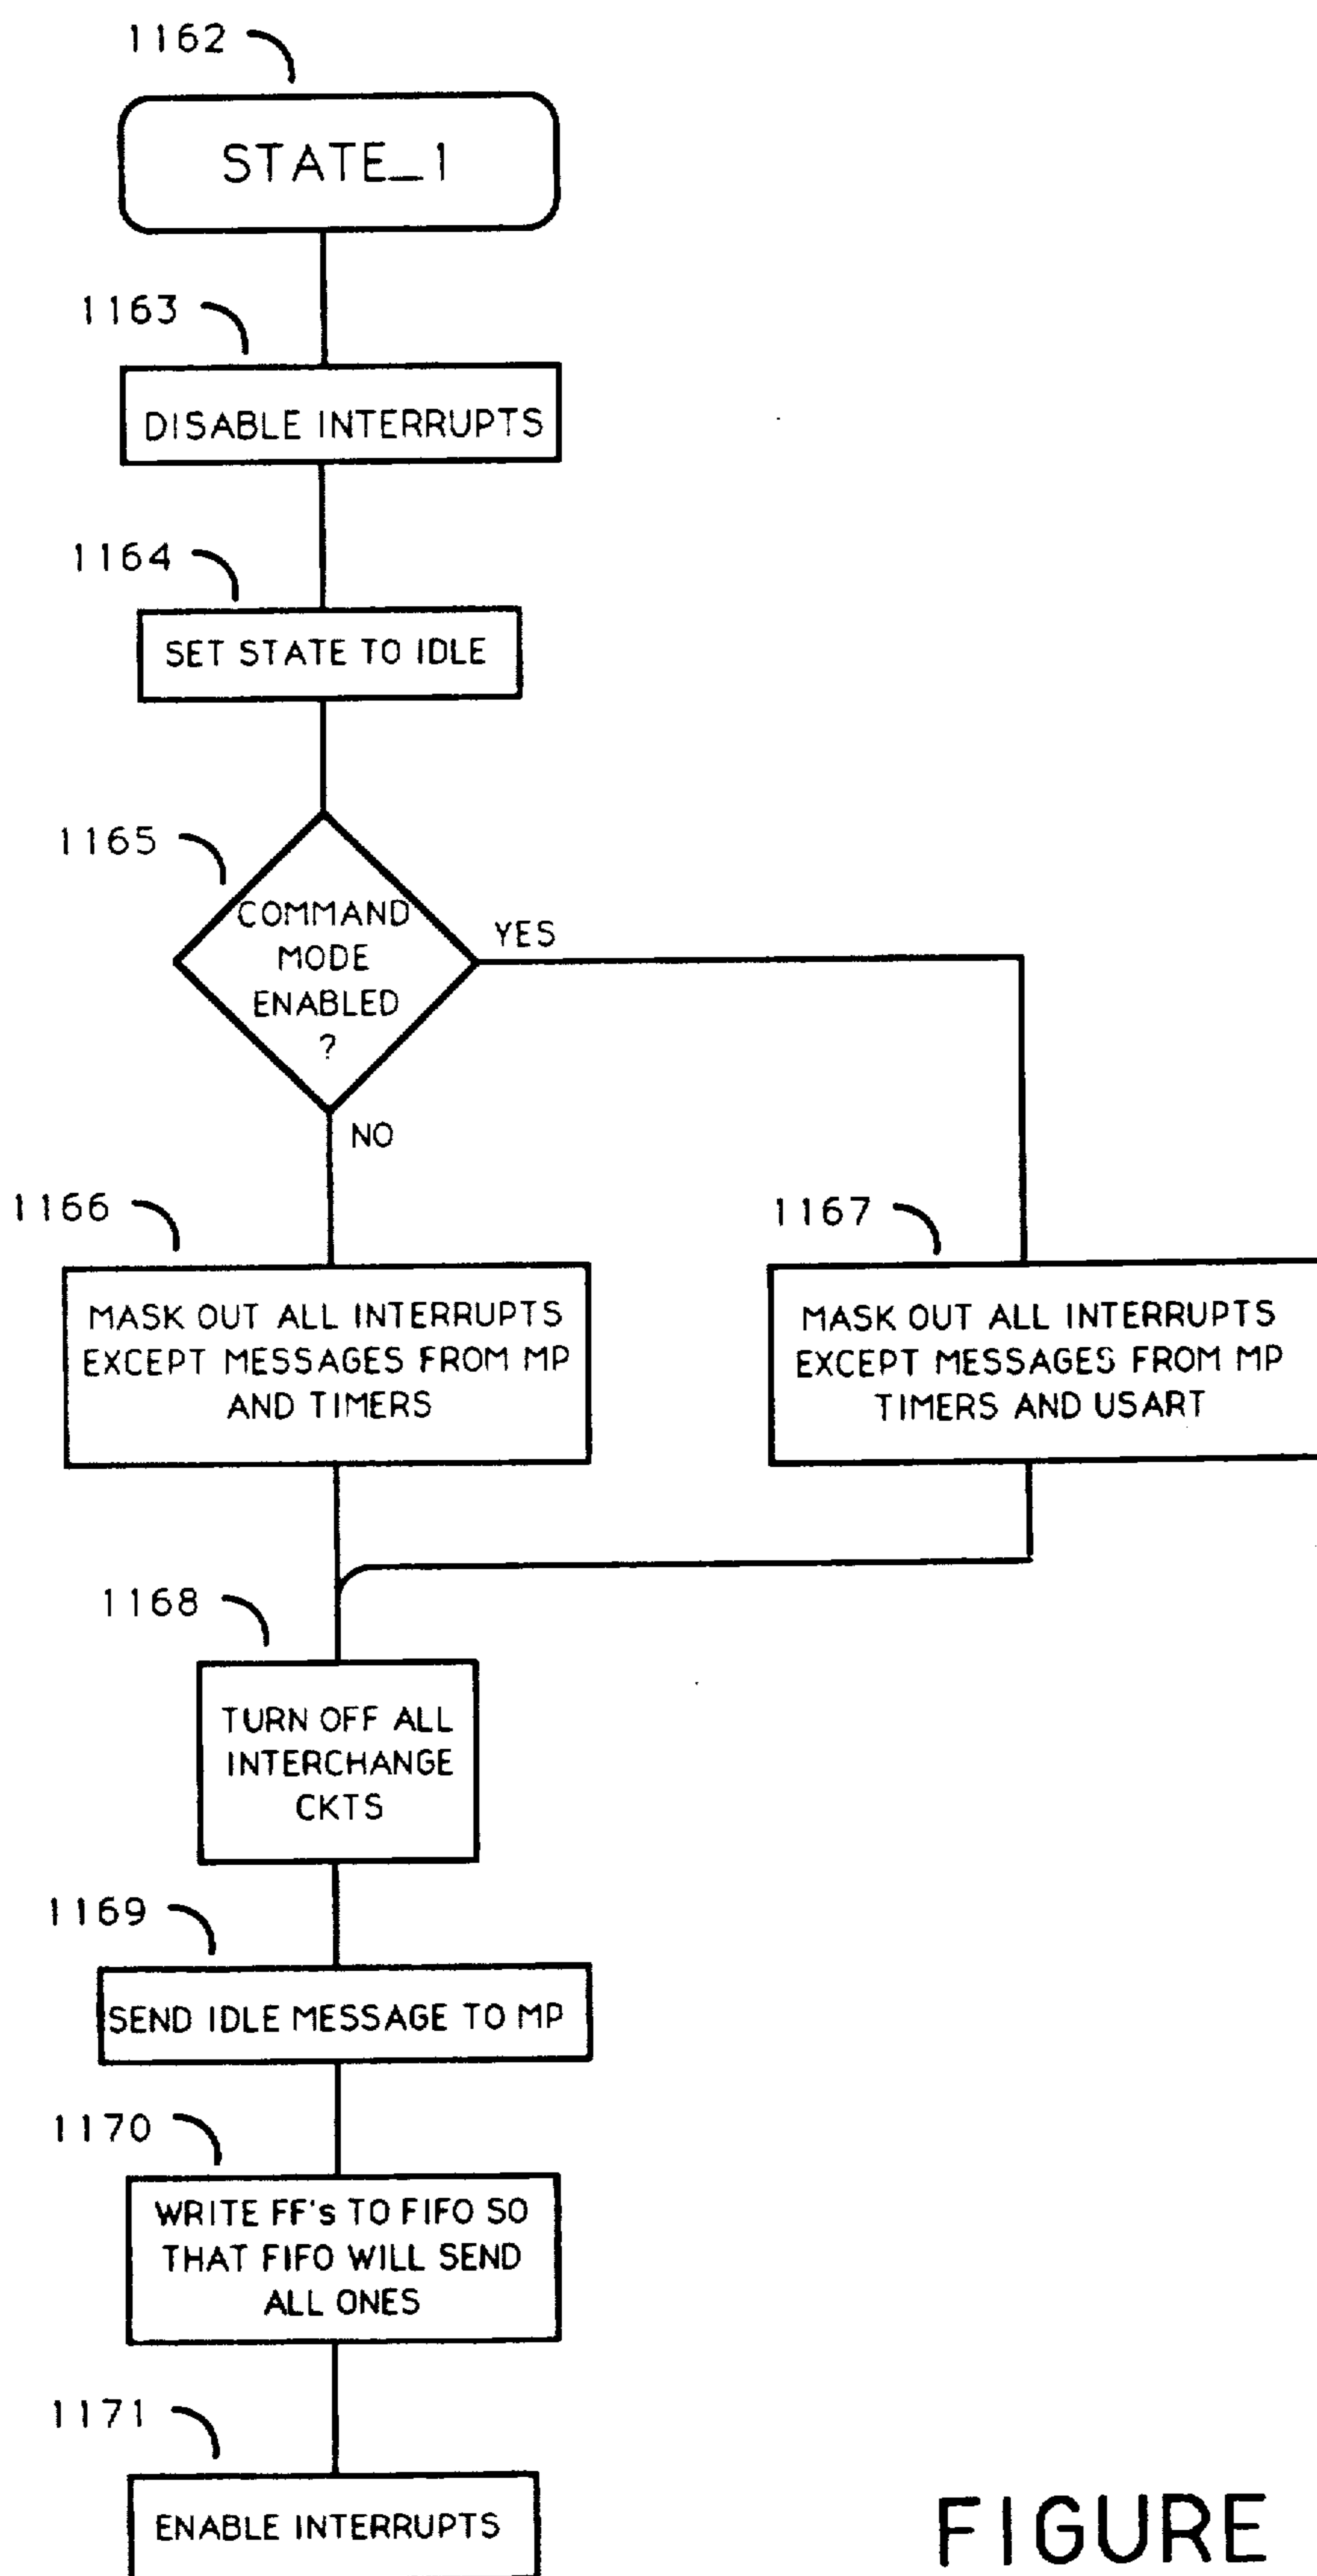 1162
STATE_1
1163
DISABLE INTERRUPTS
1164
SET STATE TO IDLE
1165
COMMAND
MODE
ENABLED
?
YES
NO
1166
MASK OUT ALL INTERRUPTS
EXCEPT MESSAGES FROM MP
AND TIMERS
1167
MASK OUT ALL INTERRUPTS
EXCEPT MESSAGES FROM MP
TIMERS AND USART
1168
TURN OFF ALL
INTERCHANGE
CKTS
1169
SEND IDLE MESSAGE TO MP
1170
WRITE FF's TO FIFO SO
THAT FIFO WILL SEND
ALL ONES
1171
ENABLE INTERRUPTS
FIGURE